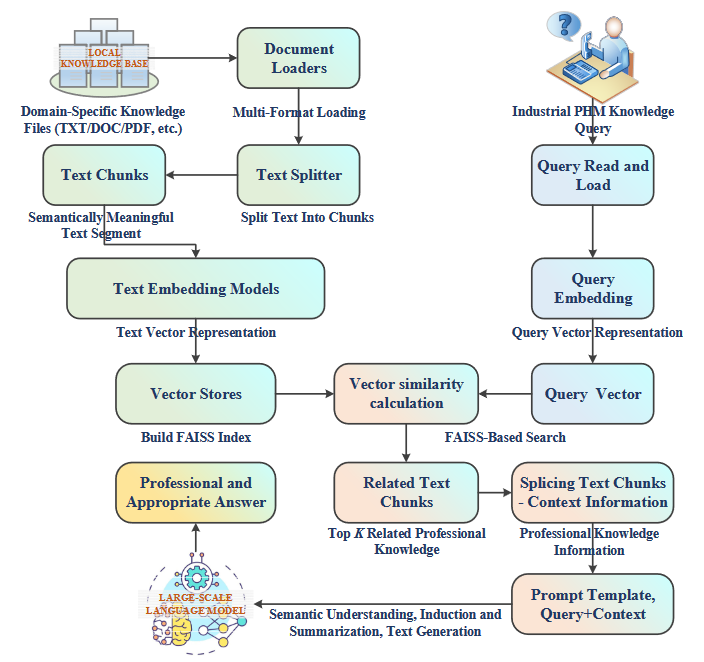 LOCAL
KNOWLEDGE BASE
Domain-Specific Knowledge
Files (TXT/DOC/PDF, etc.)
Document
Loaders
Multi-Format Loading
Industrial PHM Knowledge
Query
Text Chunks
Semantically Meaningful
Text Segment
Text Splitter
Split Text Into Chunks
Query Read and
Load
Text Embedding Models
Text Vector Representation
Query
Embedding
Query Vector Representation
Vector Stores
Build FAISS Index
Vector similarity
calculation
FAISS-Based Search
Query Vector
Professional and
Appropriate Answer
Related Text
Chunks
Top K Related Professional
Knowledge
Splicing Text Chunks
- Context Information
Professional Knowledge
Information
LARGE-SCALE
LANGUAGE MODEL
Semantic Understanding, Induction and
Summarization, Text Generation
Prompt Template,
Query+Context